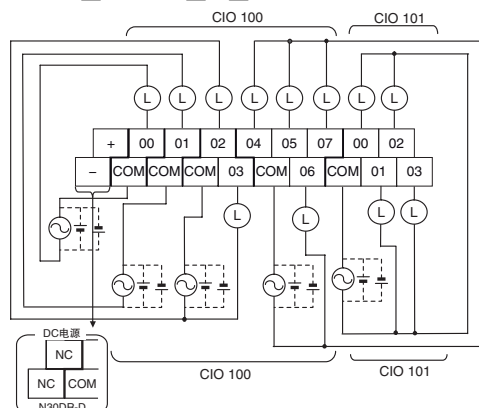 CIO 100 CIO 101
L L L L L L L L
+ 00 01 02 04 05 07 00 02
− COM COM COM 03 COM 06 COM 01 03
L L L L
DC电源
NC
NC COM
N30DR-D
CIO 100 CIO 101